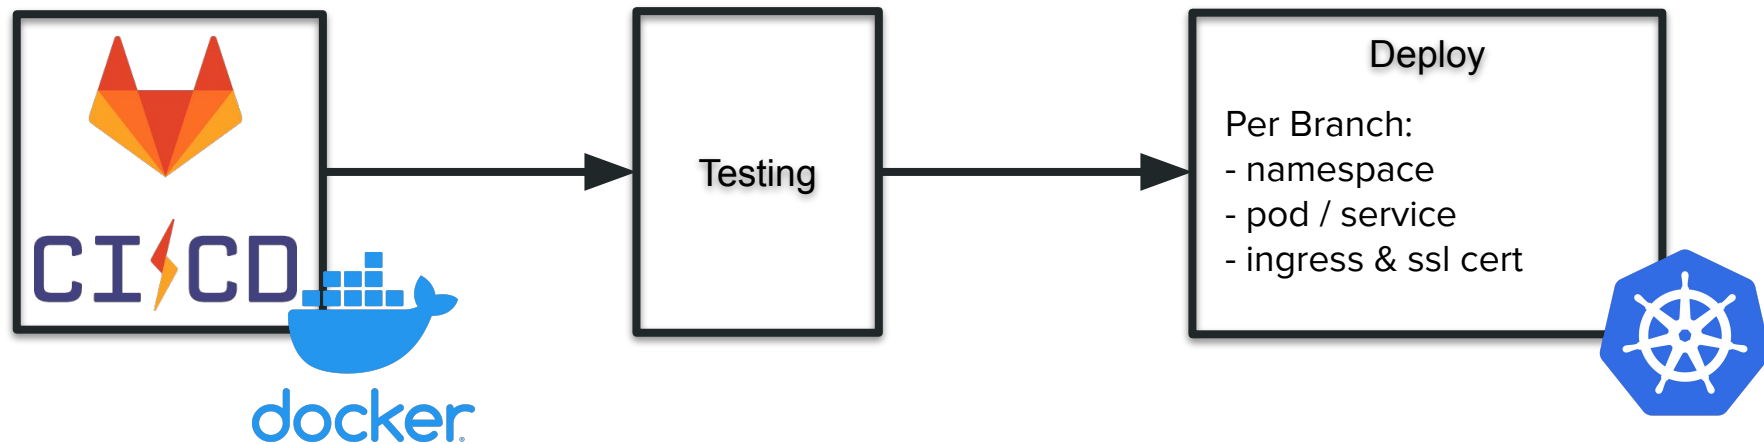 CI CD
docker
Testing
Deploy
Per Branch:
- namespace
- pod / service
- ingress & ssl cert